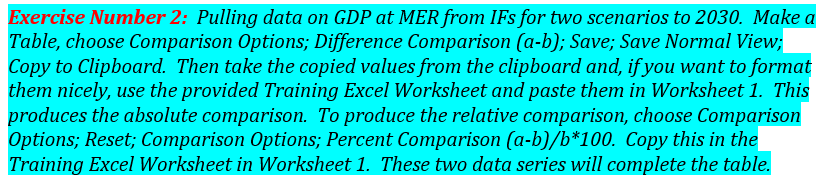 Exercise Number 2:  Pulling data on GDP at MER from IFs for two scenarios to 2030.  Make a
Table, choose Comparison Options; Difference Comparison (a-b); Save; Save Normal View;
Copy to Clipboard.  Then take the copied values from the clipboard and, if you want to format
them nicely, use the provided Training Excel Worksheet and paste them in Worksheet 1.  This
produces the absolute comparison.  To produce the relative comparison, choose Comparison
Options; Reset; Comparison Options; Percent Comparison (a-b)/b*100.  Copy this in the
Training Excel Worksheet in Worksheet 1.  These two data series will complete the table.